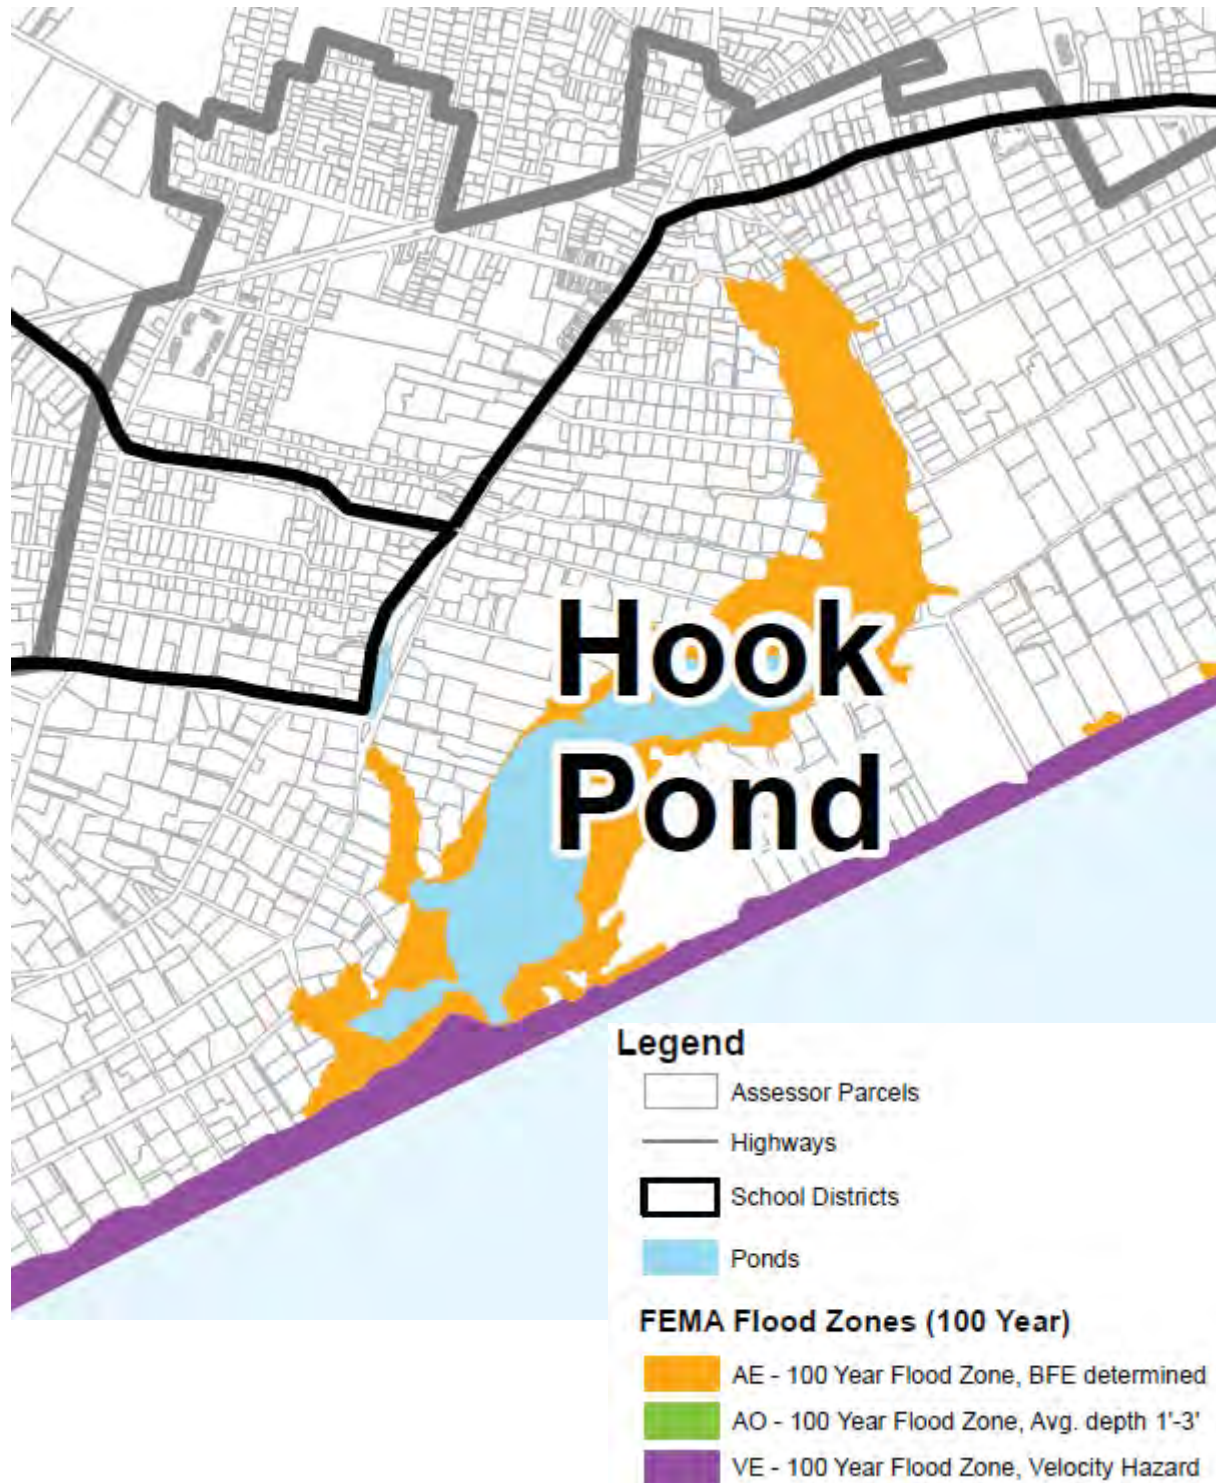 Hook
Pond
Legend
Assessor Parcels
Highways
School Districts
Ponds
FEMA Flood Zones (100 Year)
AE - 100 Year Flood Zone, BFE determined
AO - 100 Year Flood Zone, Avg. depth 1'-3'
VE - 100 Year Flood Zone, Velocity Hazard